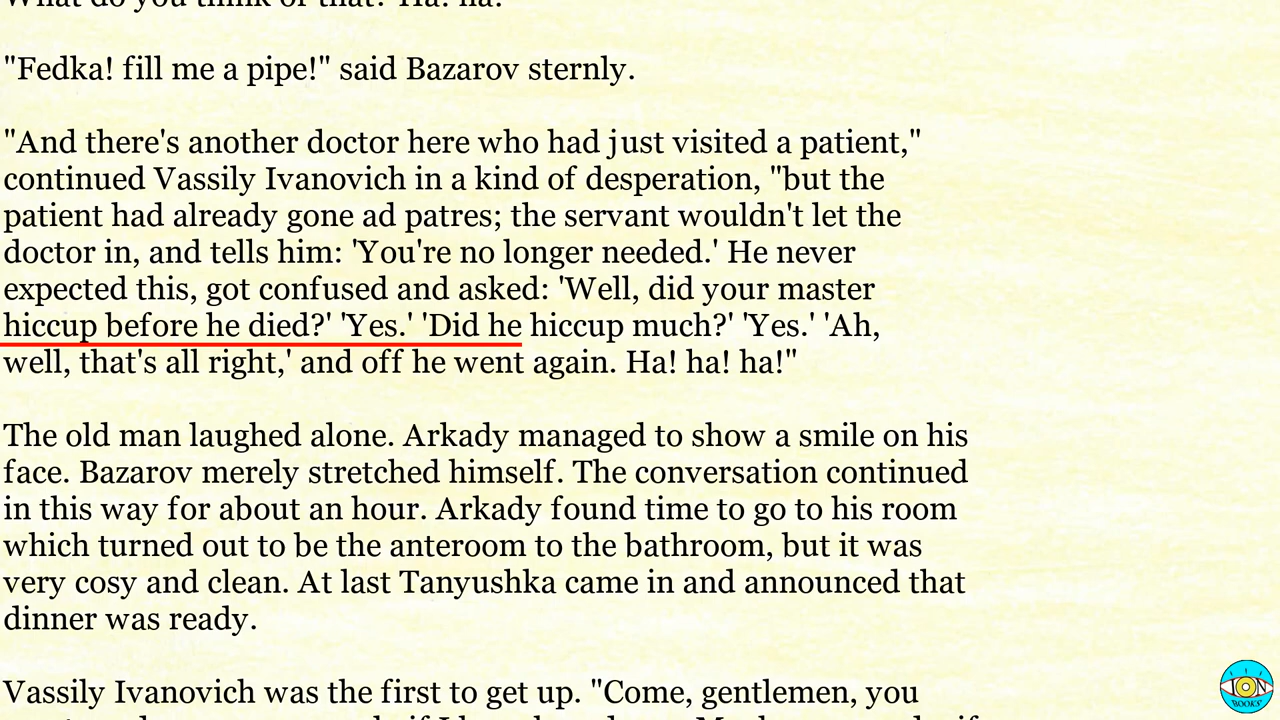 "Fedka! fill me a pipe!" said Bazarov sternly.
"And there's another doctor here who had just visited a patient,"
continued Vassily Ivanovich in a kind of desperation, "but the
patient had already gone ad patres; the servant wouldn't let the
doctor in, and tells him: 'You're no longer needed.' He never
expected this, got confused and asked: 'Well, did your master
hiccup before he died?' 'Yes.' 'Did he hiccup much?' 'Yes.' 'Ah,
well, that's all right,' and off he went again. Ha! ha! ha!"
The old man laughed alone. Arkady managed to show a smile on his
face. Bazarov merely stretched himself. The conversation continued
in this way for about an hour. Arkady found time to go to his room
which turned out to be the anteroom to the bathroom, but it was
very cosy and clean. At last Tanyushka came in and announced that
dinner was ready.
Vassily Ivanovich was the first to get up. "Come, gentlemen, you
ION
BOOKS